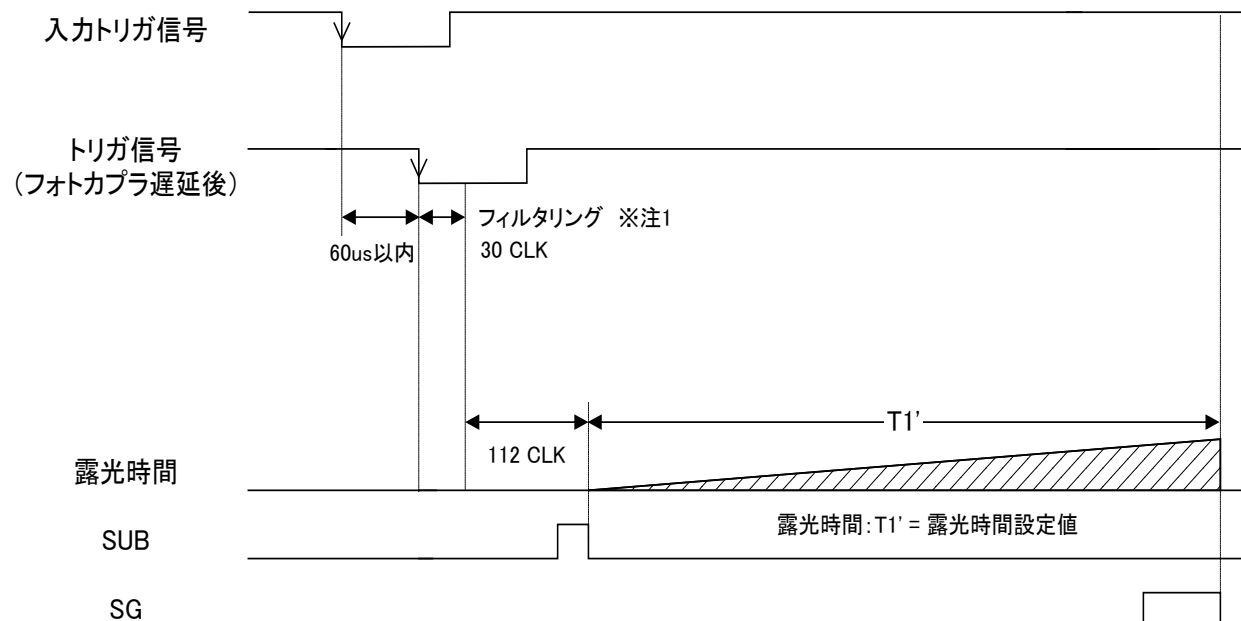 入力トリガ信号
トリガ信号
(フォトカプラ遅延後)
フィルタリング ※注1
60us以内
30 CLK
T1'
112 CLK
露光時間
露光時間:T1' = 露光時間設定値
SUB
SG